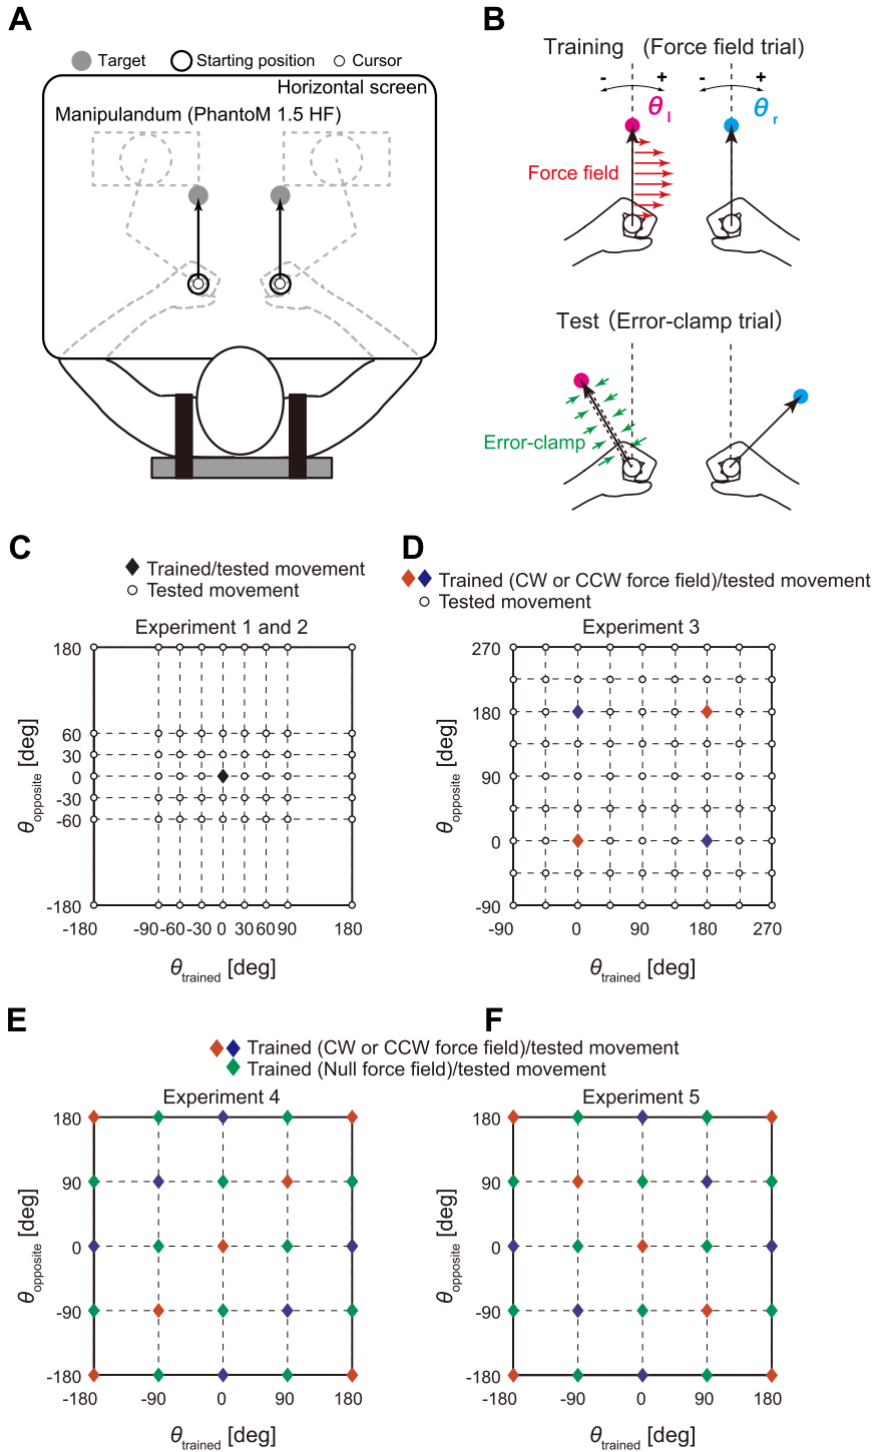 A
Target
Starting position
Cursor
Horizontal screen
Manipulandum (PhantoM 1.5 HF)
B
Training (Force field trial)
- + - +
θl θr
Force field
Test (Error-clamp trial)
Error-clamp
C
Trained/tested movement
Tested movement
Experiment 1 and 2
180
60
30
0
-30
-60
-180
θopposite [deg]
-180 -90 -60 -30 0 30 60 90 180
θtrained [deg]
D
Trained (CW or CCW force field)/tested movement
Tested movement
Experiment 3
270
180
90
0
-90
θopposite [deg]
-90 0 90 180 270
θtrained [deg]
E
F
Trained (CW or CCW force field)/tested movement
Trained (Null force field)/tested movement
Experiment 4
180
90
0
-90
-180
θopposite [deg]
-180 -90 0 90 180
θtrained [deg]
Experiment 5
180
90
0
-90
-180
θopposite [deg]
-180 -90 0 90 180
θtrained [deg]